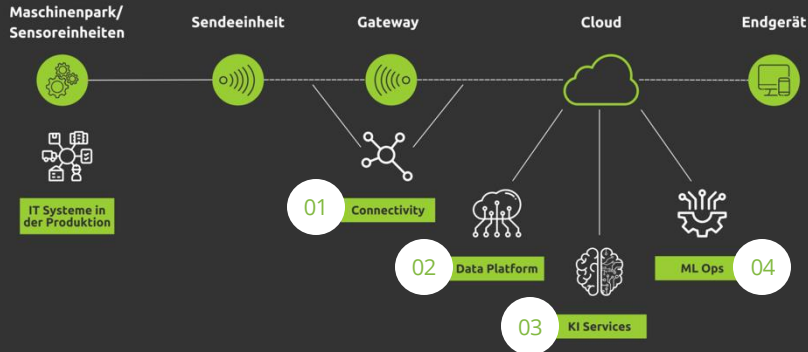 Maschinenpark/
Sensoreinheiten
Sendeeinheit
Gateway
Cloud
Endgerät
IT Systeme in
der Produktion
01
Connectivity
02
Data Platform
03
KI Services
ML Ops
04